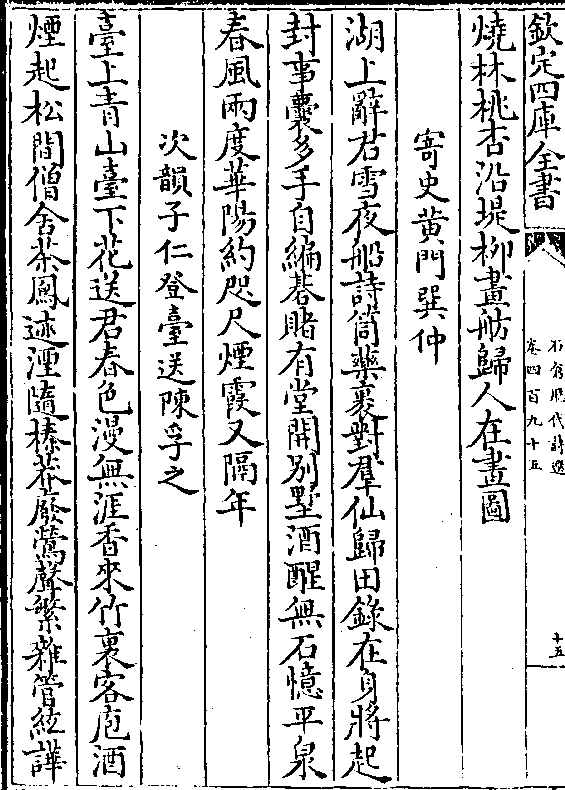 欽定四庫全書
石倉歷代詩選
卷四百九十五
十五
燒林桃杏沿堤柳畫舫歸人在畫圖
寄史黄門巽仲
湖上辭君雪夜船詩筒藥裹對羣仙歸田錄在身將起
封事囊多手自編碁賭有堂開别墅酒醒無石憶平泉
春風兩度華陽約咫尺煙霞又隔年
次韻子仁登臺送陳孚之
臺上青山臺下花送君春色漫無涯香來竹裏客庖酒
煙起松間僧舍茶鳳迹湮隨榛莽廢鶯聲繁雜管絃譁